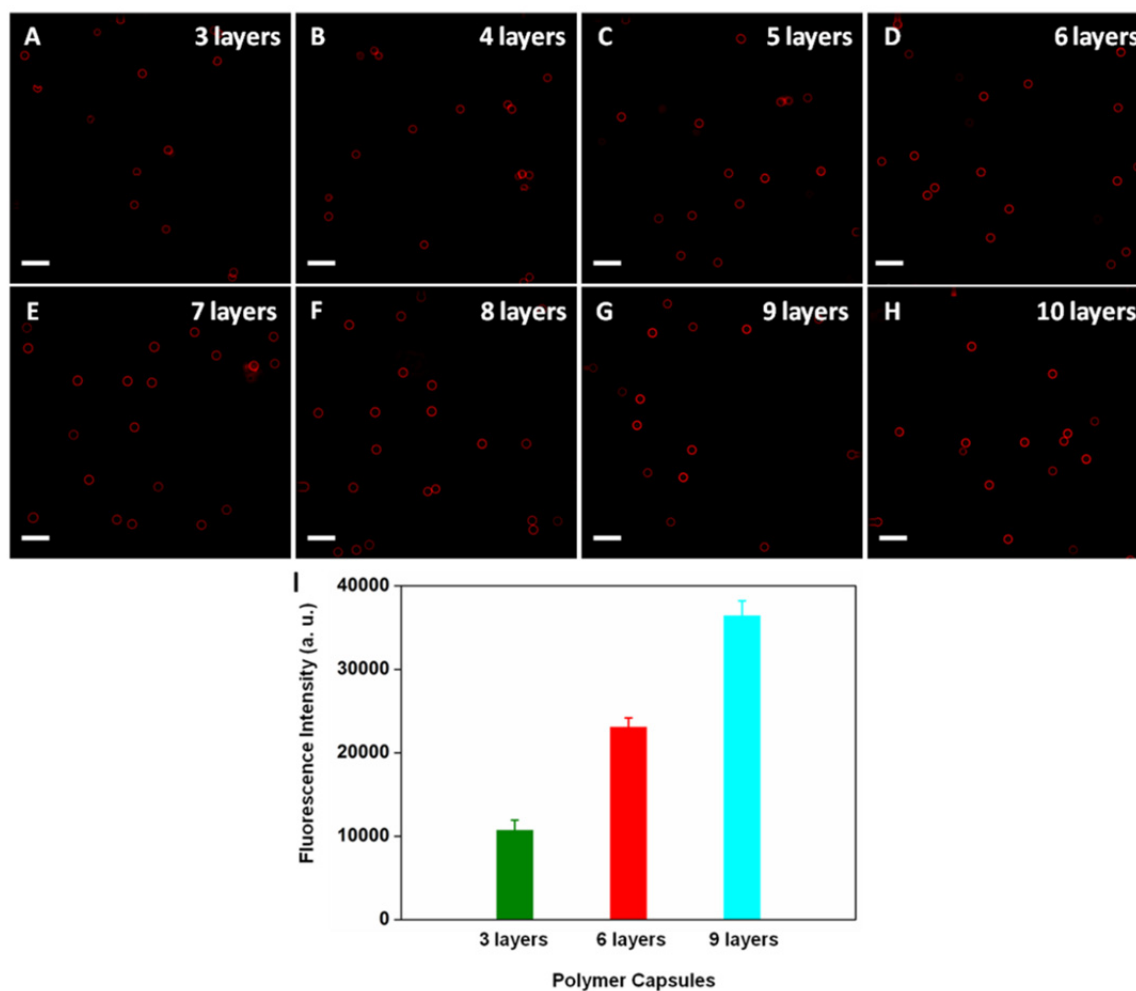 A 3 layers
B 4 layers
C 5 layers
D 6 layers
E 7 layers
F 8 layers
G 9 layers
H 10 layers
I
40000
30000
20000
10000
0
Fluorescence Intensity (a. u.)
3 layers 6 layers 9 layers
Polymer Capsules